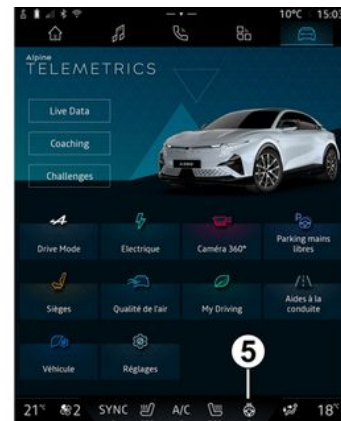 10°C 15:03
Alpine
TELEMETRICS
Live Data
Coaching
Challenges
Drive Mode
Electrique
Caméra 360°
Parking mains
libres
Sièges
Qualité de l'air
My Driving
Aides à la
conduite
Véhicule
Réglages
5
21° 2 SYNC A/C 18°